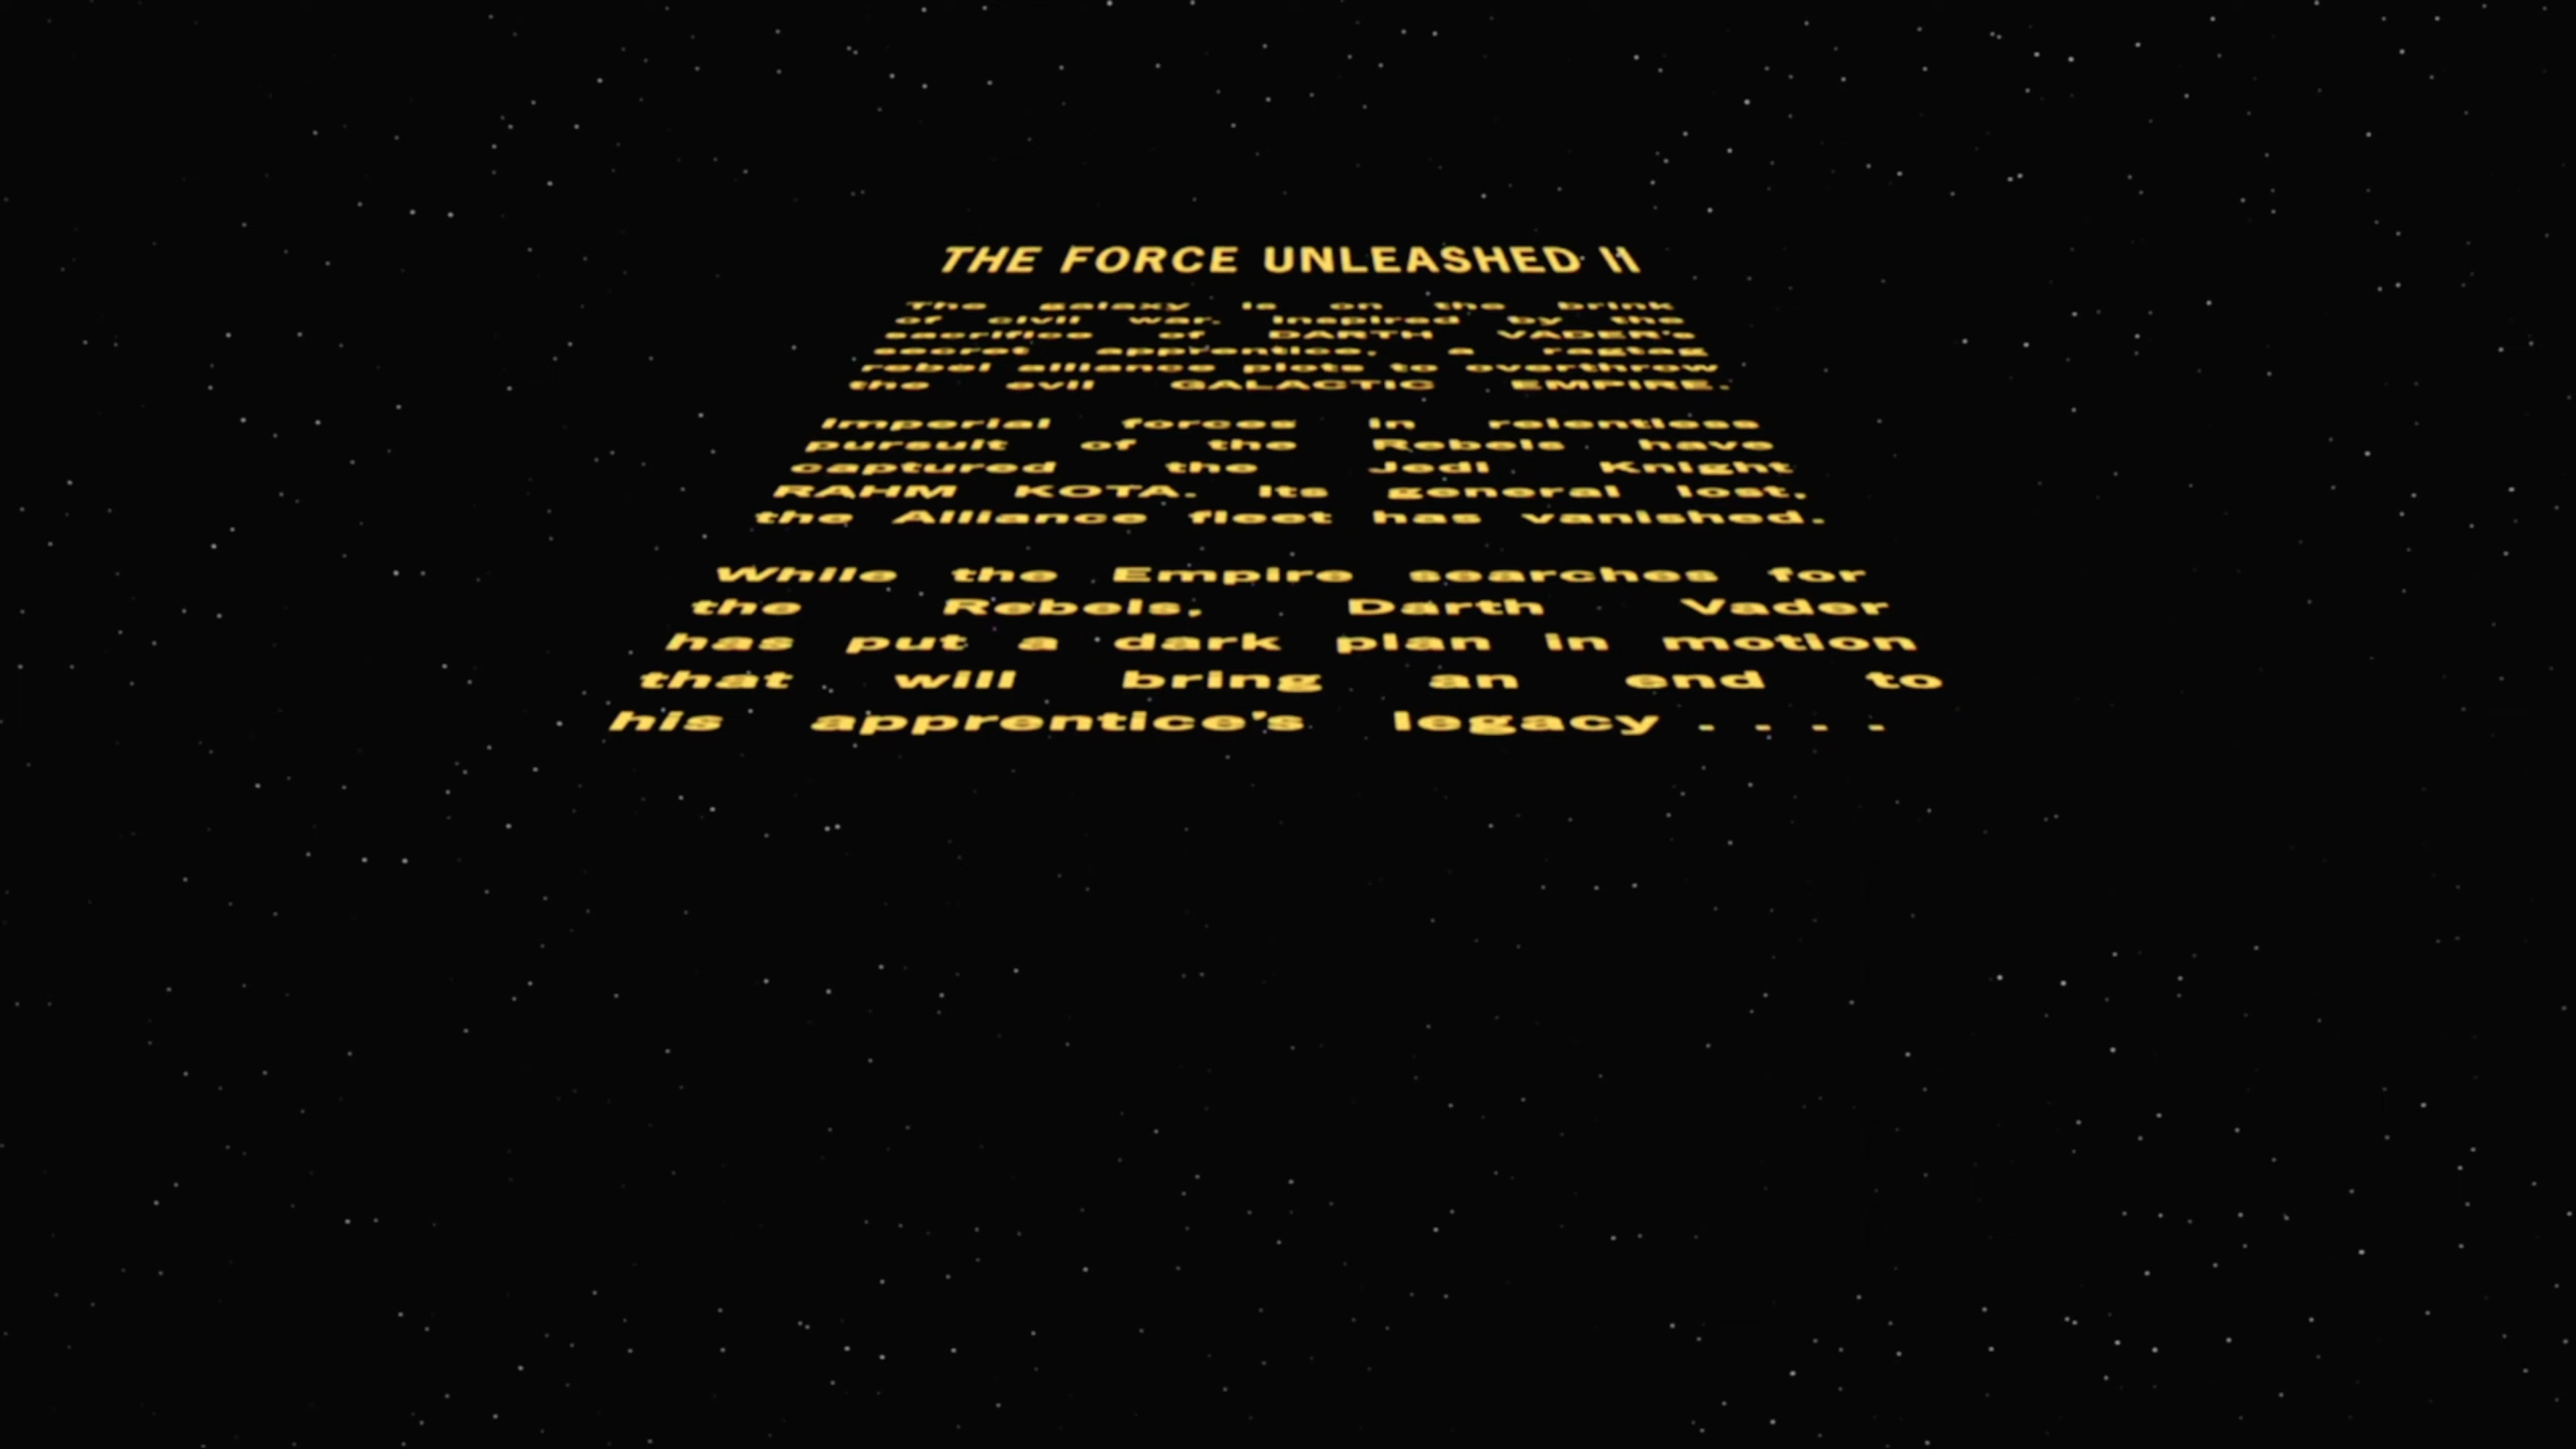 THE FORCE UNLEASHED II
The galaxy is on the brink
of civil war. Inspired by the
sacrifice of DARTH VADER's
secret apprentice, a ragtag
rebel alliance plots to overthrow
the evil GALACTIC EMPIRE.
Imperial forces in relentless
pursuit of the Rebels have
captured the Jedi Knight
RAHM KOTA. Its general lost,
the Alliance fleet has vanished.
While the Empire searches for
the Rebels, Darth Vader
has put a dark plan in motion
that will bring an end to
his apprentice's legacy . . . .